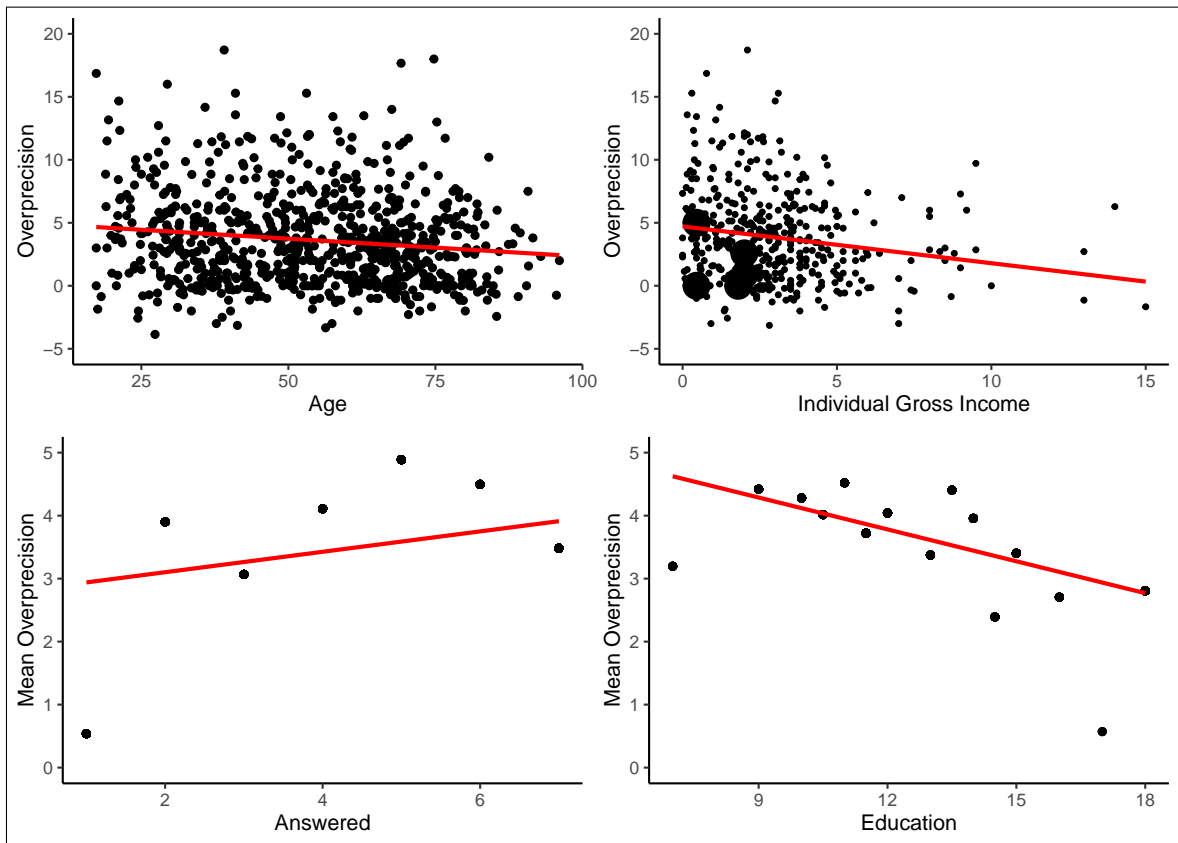 20
15
10
5
0
−5
Overprecision
25 50 75 100
Age
20
15
10
5
0
−5
Overprecision
0 5 10 15
Individual Gross Income
5
4
3
2
1
0
Mean Overprecision
2 4 6
Answered
5
4
3
2
1
0
Mean Overprecision
9 12 15 18
Education